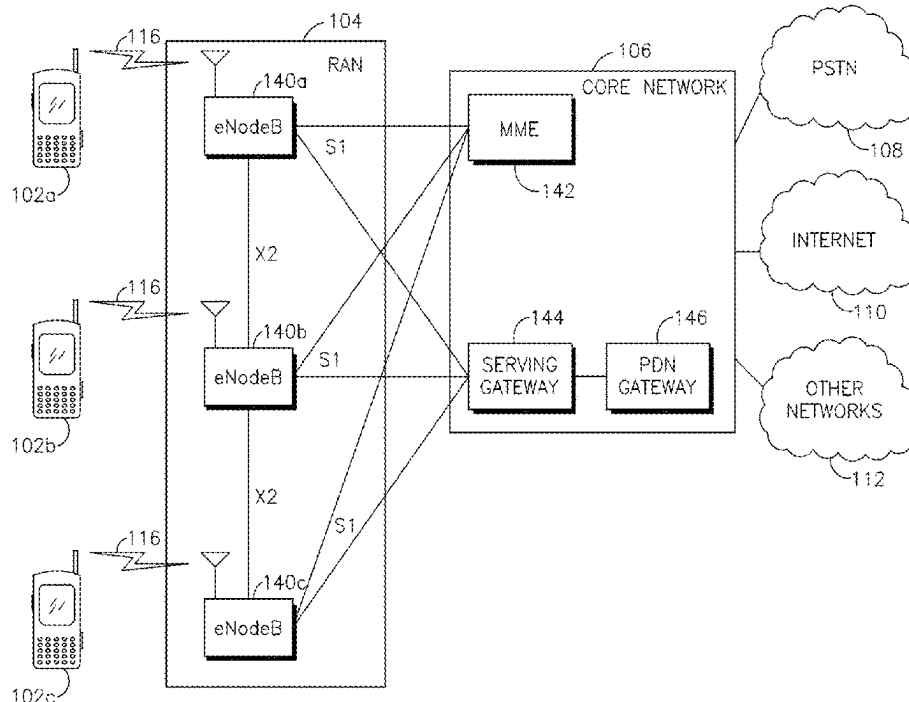 104
116
RAN
106
140a
eNodeB
CORE NETWORK
PSTN
MME
S1
108
102a
142
X2
INTERNET
116
110
144
146
140b
eNodeB
S1
SERVING
GATEWAY
PDN
GATEWAY
OTHER
NETWORKS
102b
112
X2
S1
116
140c
eNodeB
102c